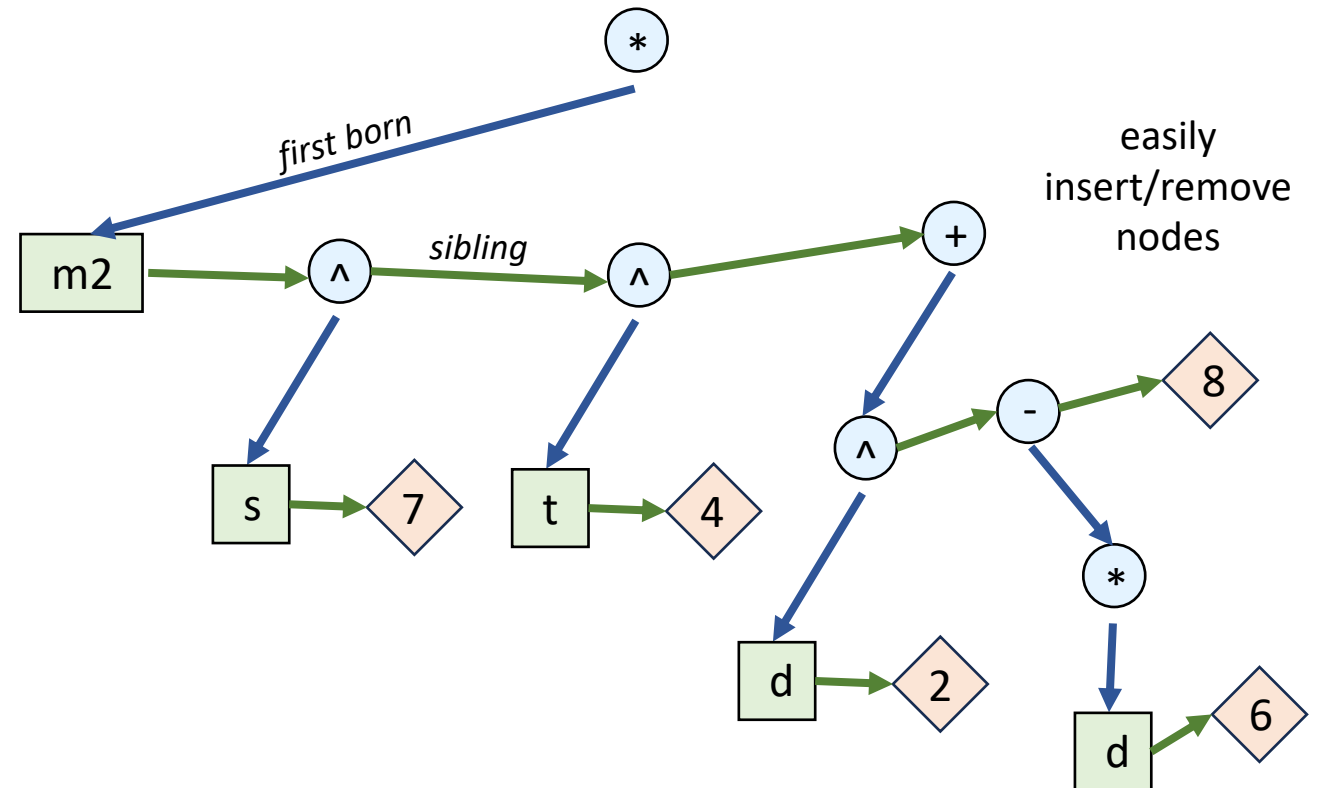 *
first born
easily
insert/remove
nodes
m2
^
sibling
^
+
s
7
t
4
^
-
8
*
d
2
d
6